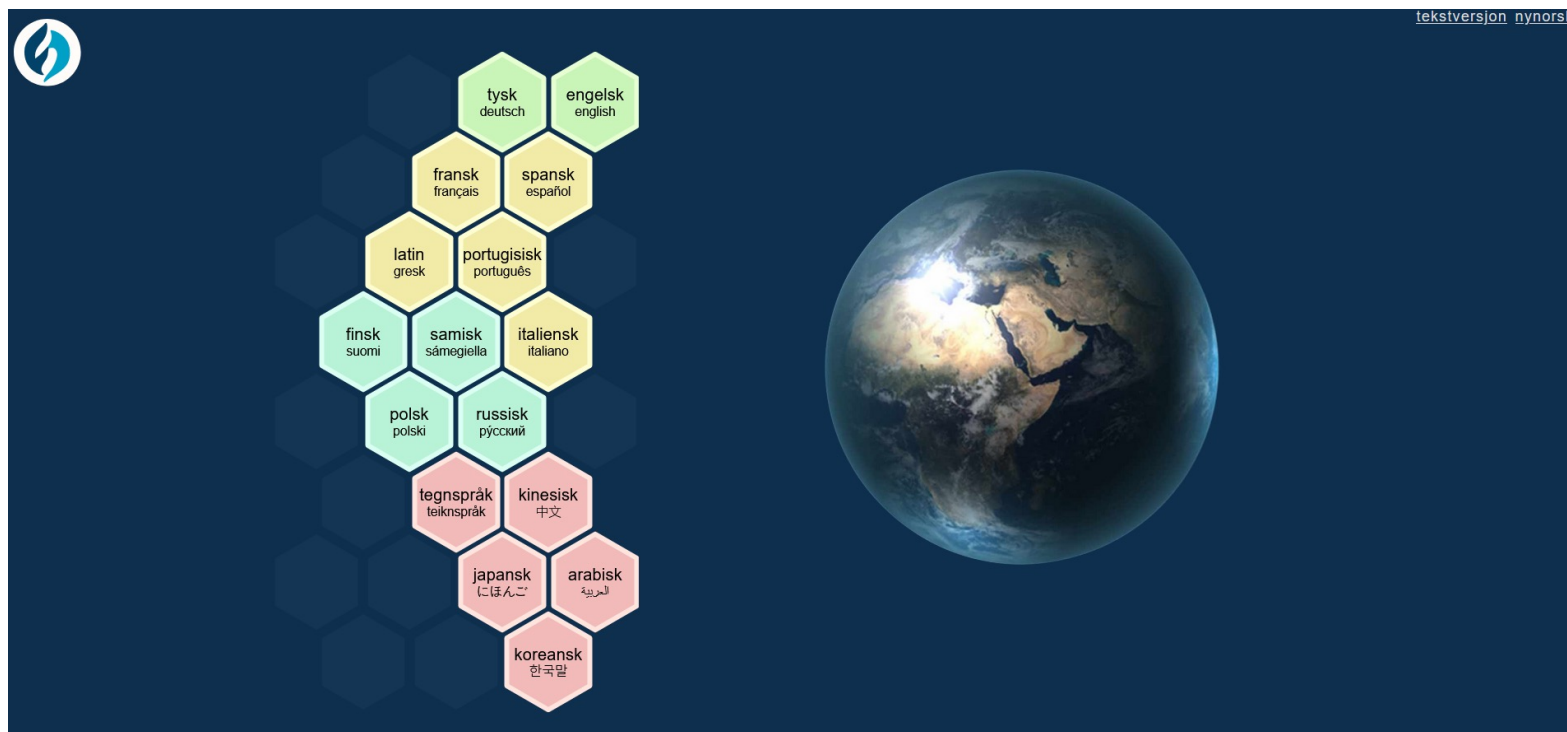 tekstversjon nynors
tysk
deutsch
engelsk
english
fransk
français
spansk
español
latin
gresk
portugisisk
português
finsk
suomi
samisk
sámegiella
italiensk
italiano
polsk
polski
russisk
рýсский
tegnspråk
teiknspråk
kinesisk
中文
japansk
にほんご
arabisk
العربية
koreansk
한국말